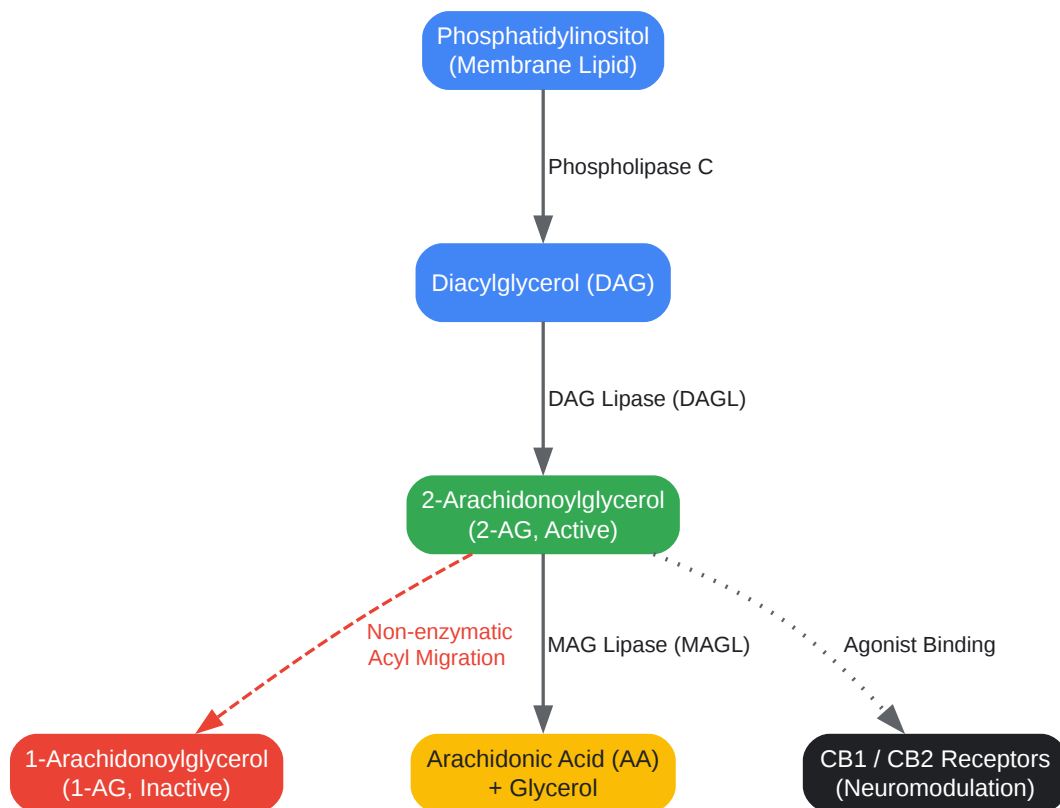 Phosphatidylinositol
(Membrane Lipid)
Phospholipase C
Diacylglycerol (DAG)
DAG Lipase (DAGL)
2-Arachidonoylglycerol
(2-AG, Active)
Non-enzymatic
Acyl Migration
MAG Lipase (MAGL)
Agonist Binding
1-Arachidonoylglycerol
(1-AG, Inactive)
Arachidonic Acid (AA)
+ Glycerol
CB1 / CB2 Receptors
(Neuromodulation)